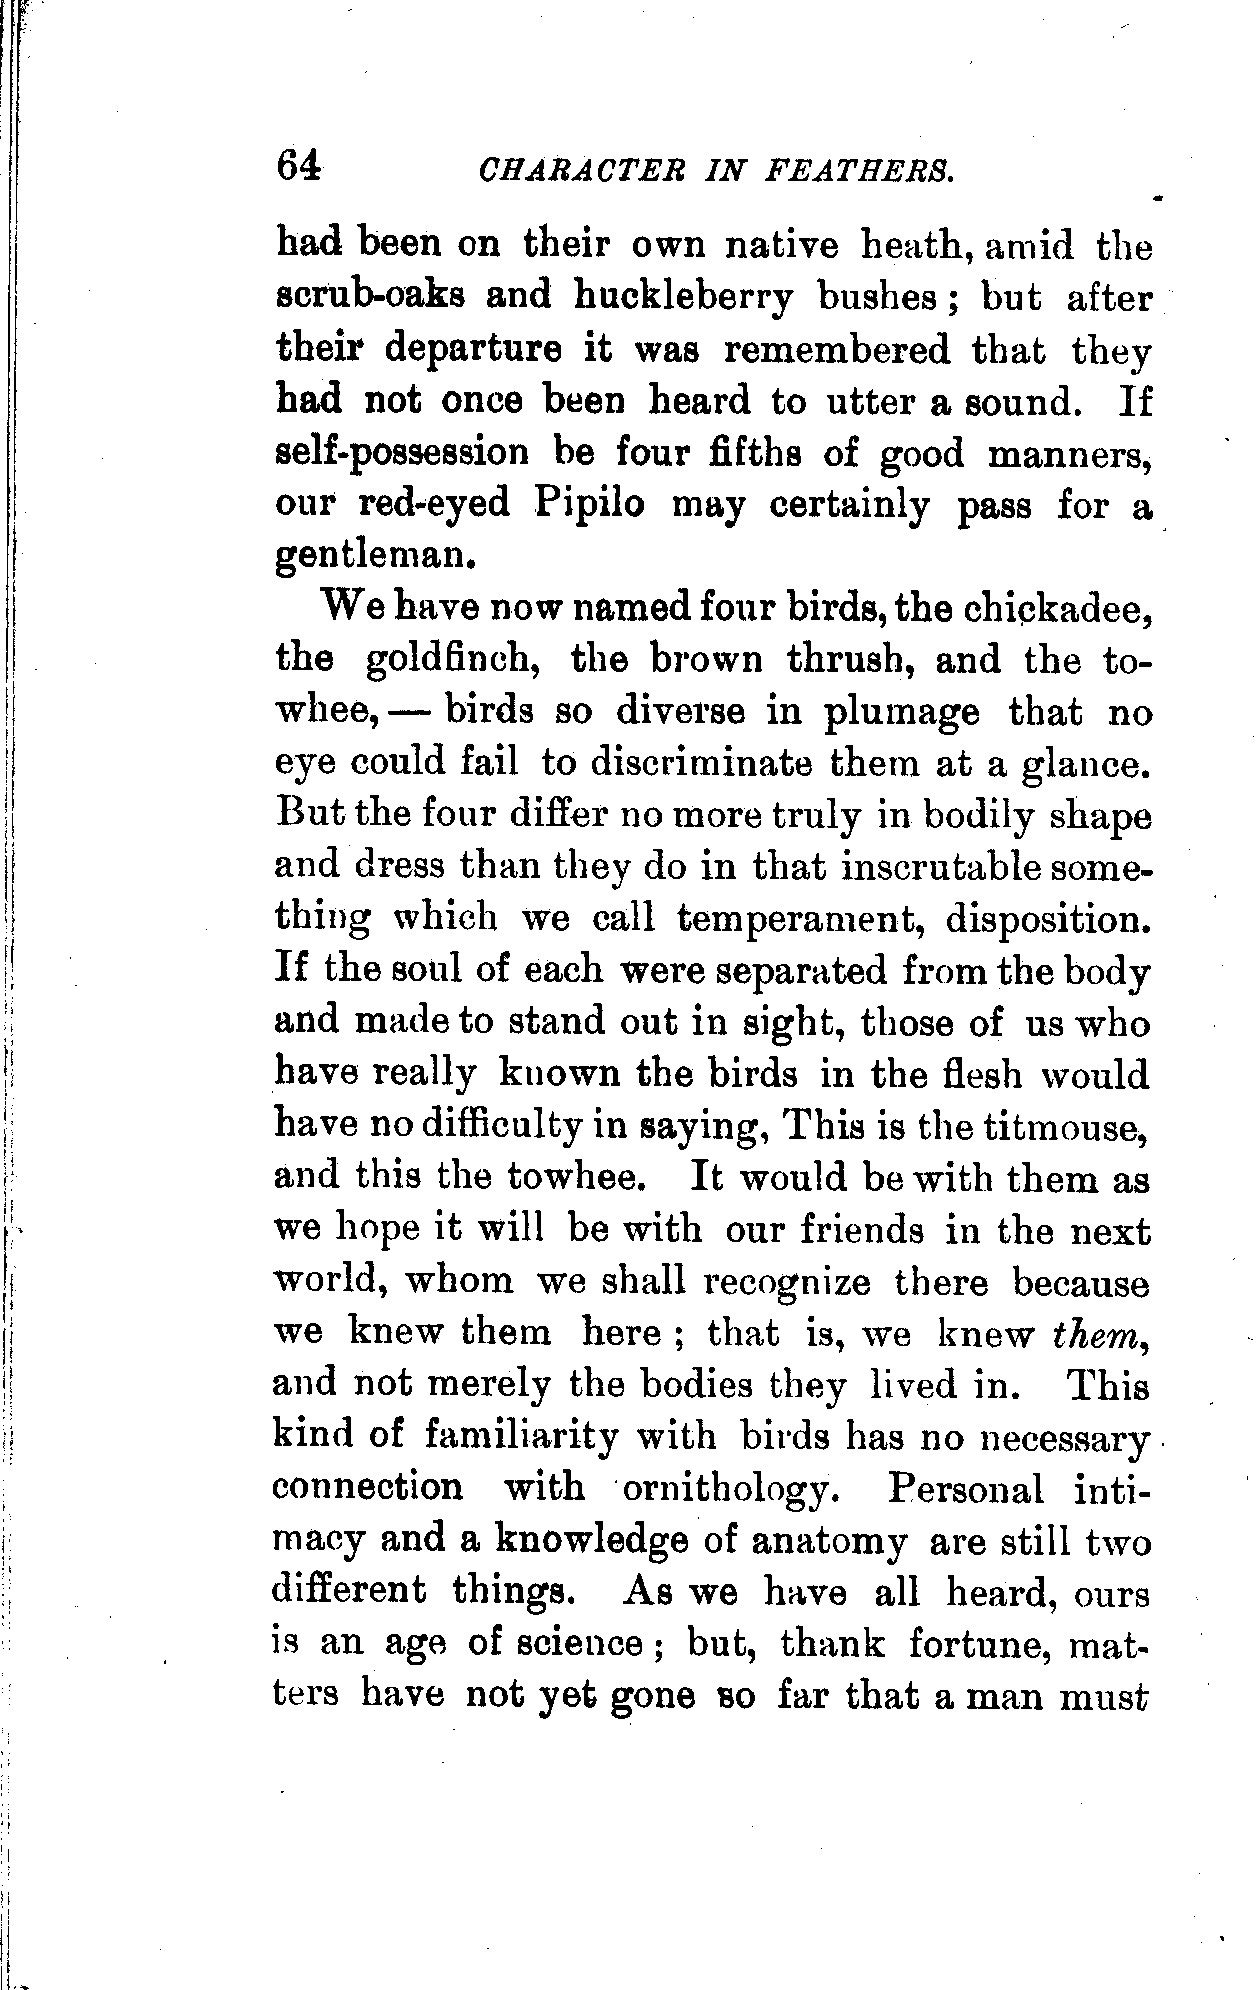 64 CHARACTER IN FEATHERS.
had been on their own native heath, amid the
scrub-oaks and huckleberry bushes; but after
their departure it was remembered that they
had not once been heard to utter a sound. If
self-possession be four fifths of good manners,
our red-eyed Pipilo may certainly pass for a
gentleman.
We have now named four birds, the chickadee,
the goldfinch, the brown thrush, and the to-
whee, — birds so diverse in plumage that no
eye could fail to discriminate them at a glance.
But the four differ no more truly in bodily shape
and dress than they do in that inscrutable some-
thing which we call temperament, disposition.
If the soul of each were separated from the body
and made to stand out in sight, those of us who
have really known the birds in the flesh would
have no difficulty in saying, This is the titmouse,
and this the towhee. It would be with them as
we hope it will be with our friends in the next
world, whom we shall recognize there because
we knew them here; that is, we knew them,
and not merely the bodies they lived in. This
kind of familiarity with birds has no necessary
connection with ornithology. Personal inti-
macy and a knowledge of anatomy are still two
different things. As we have all heard, ours
is an age of science; but, thank fortune, mat-
ters have not yet gone so far that a man must